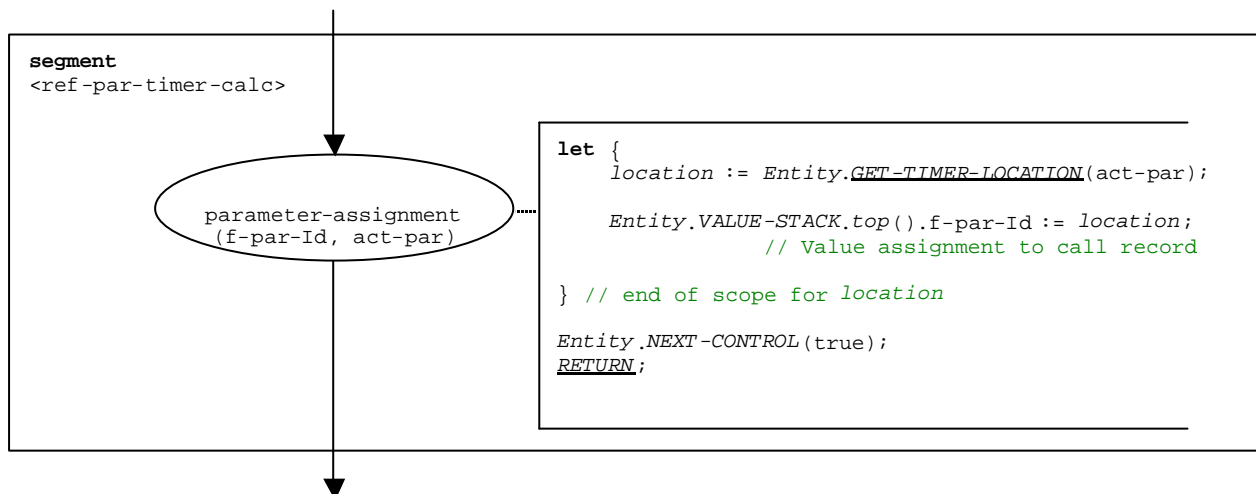 segment
<ref-par-timer-calc>
parameter-assignment
(f-par-Id, act-par)
let {
location := Entity.GET-TIMER-LOCATION(act-par);
Entity.VALUE-STACK.top().f-par-Id := location;
// Value assignment to call record
} // end of scope for location
Entity.NEXT-CONTROL(true);
RETURN;